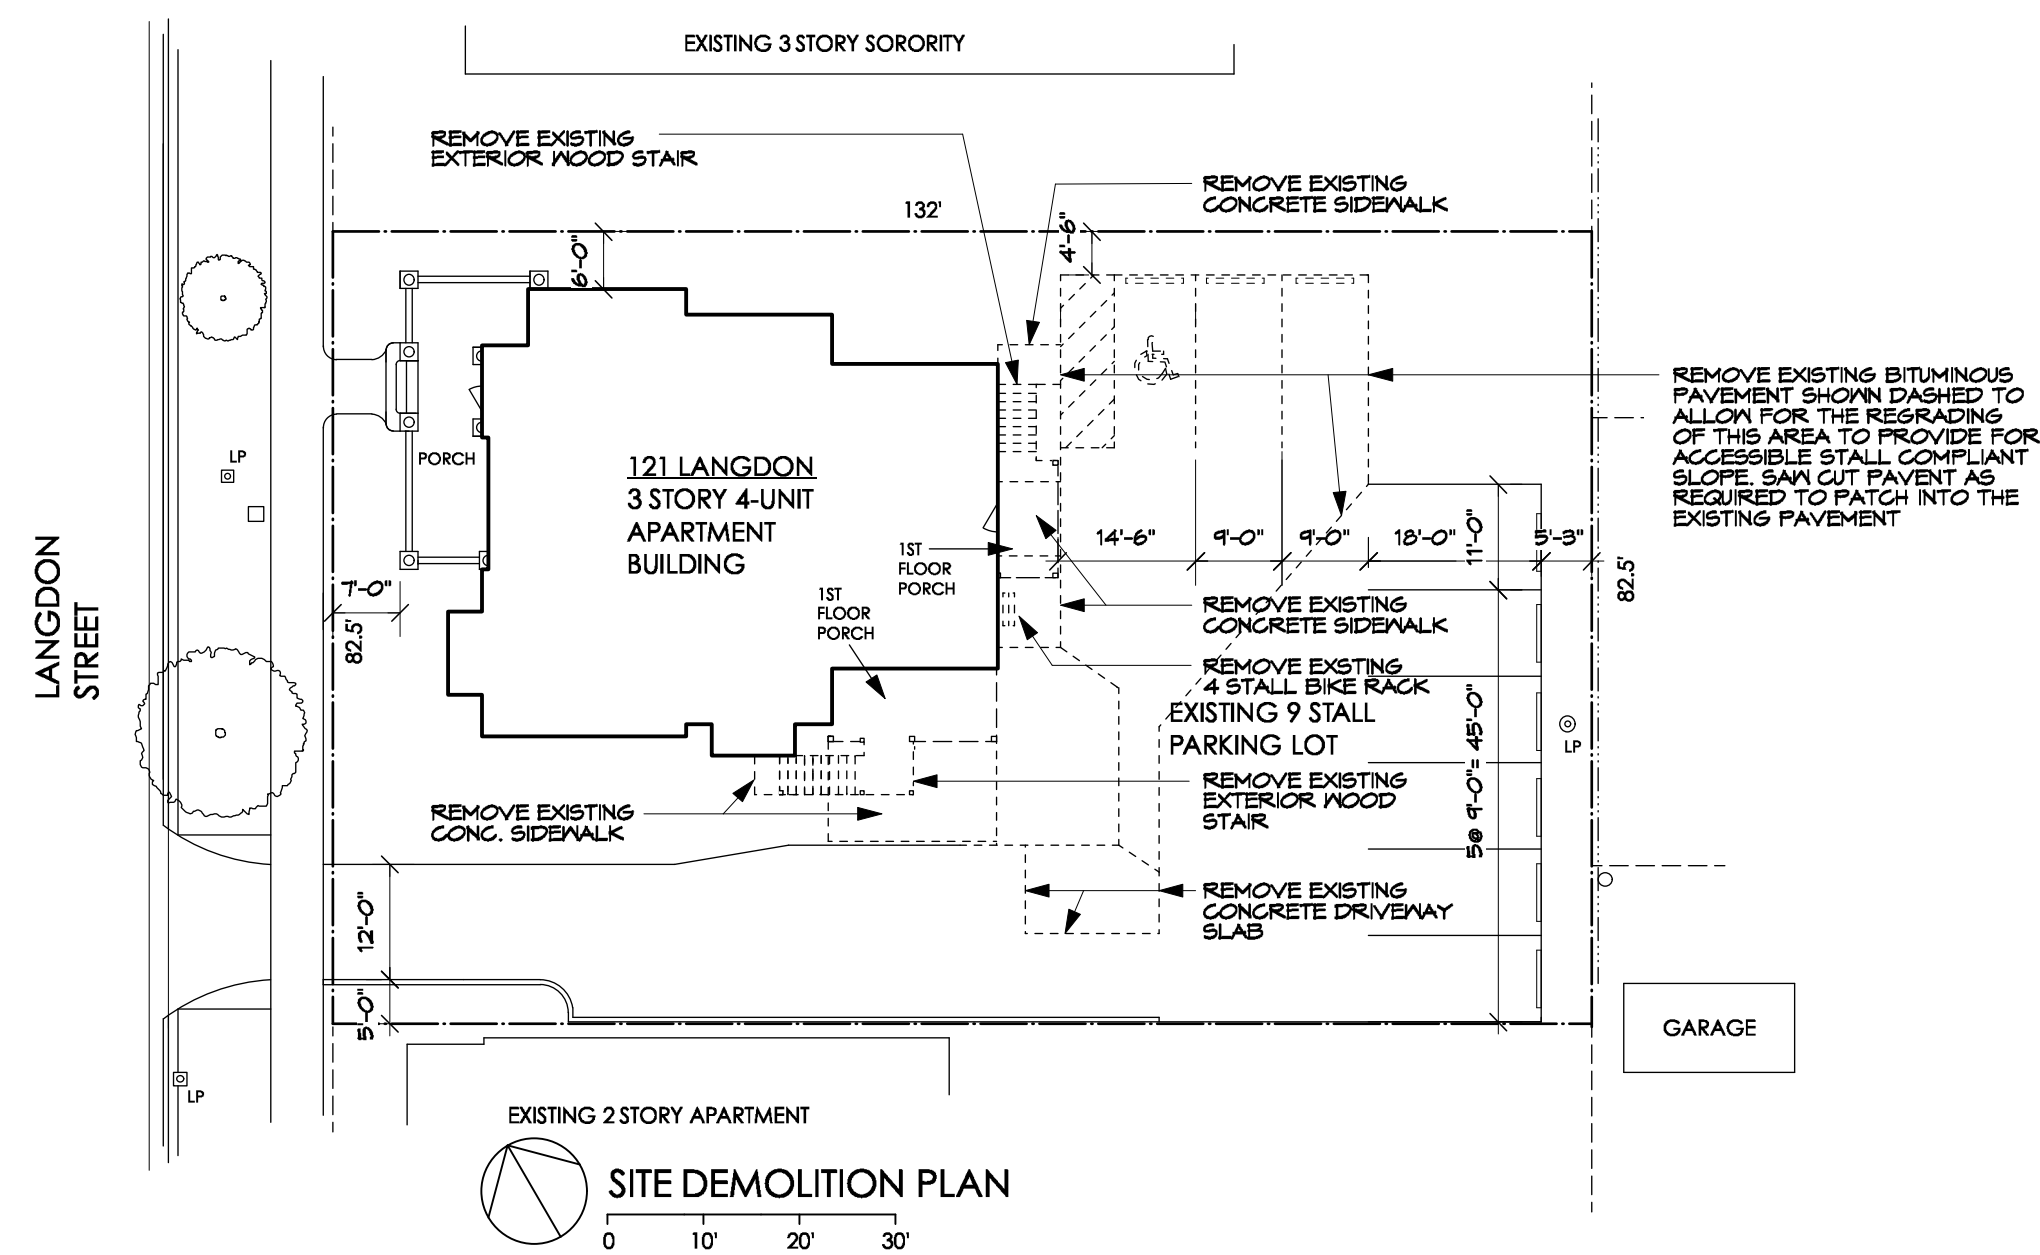 EXISTING 3 STORY SORORITY
REMOVE EXISTING
EXTERIOR WOOD STAIR
REMOVE EXISTING
CONCRETE SIDEWALK
132'
4'-6"
6'-0"
REMOVE EXISTING BITUMINOUS
PAVEMENT SHOWN DASHED TO
ALLOW FOR THE REGRADING
OF THIS AREA TO PROVIDE FOR
ACCESSIBLE STALL COMPLIANT
SLOPE. SAW CUT PAVENT AS
REQUIRED TO PATCH INTO THE
EXISTING PAVEMENT
LP
PORCH
121 LANGDON
3 STORY 4-UNIT
APARTMENT
BUILDING
LANGDON
STREET
1ST
FLOOR
PORCH
14'-6"
9'-0"
9'-0"
18'-0"
11'-0"
5'-3"
82.5'
7'-0"
82.5'
1ST
FLOOR
PORCH
REMOVE EXISTING
CONCRETE SIDEWALK
REMOVE EXSTING
4 STALL BIKE RACK
EXISTING 9 STALL
PARKING LOT
5@ 9'-0"= 45'-0"
LP
REMOVE EXISTING
EXTERIOR WOOD
STAIR
REMOVE EXISTING
CONC. SIDEWALK
REMOVE EXISTING
CONCRETE DRIVEWAY
SLAB
12'-0"
5'-0"
GARAGE
LP
EXISTING 2 STORY APARTMENT
SITE DEMOLITION PLAN
0 10' 20' 30'